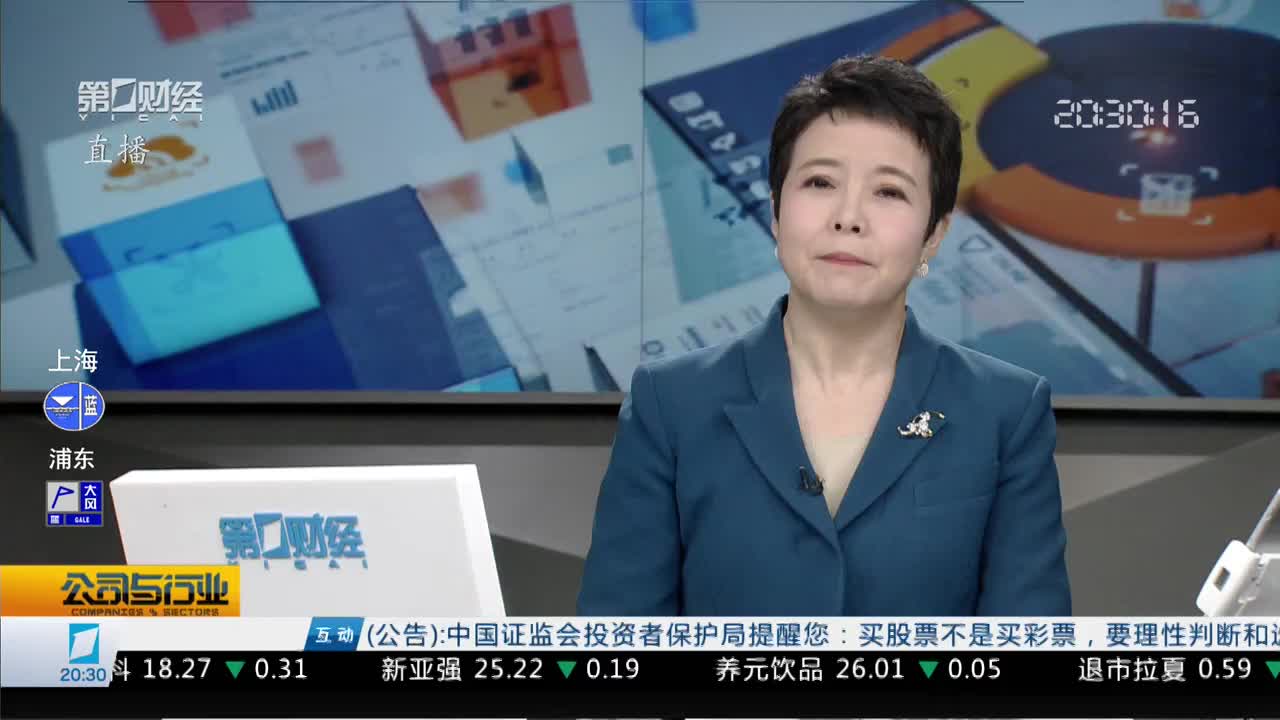 第一财经
YICAI
直播
20:30:16
上海
蓝
浦东
大风
GALE
第一财经
YICAI
公司与行业
COMPANIES & SECTORS
互动 (公告):中国证监会投资者保护局提醒您：买股票不是买彩票，要理性判断和
20:30
科 18.27 ▼ 0.31 新亚强 25.22 ▼ 0.19 养元饮品 26.01 ▼ 0.05 退市拉夏 0.59 ▼